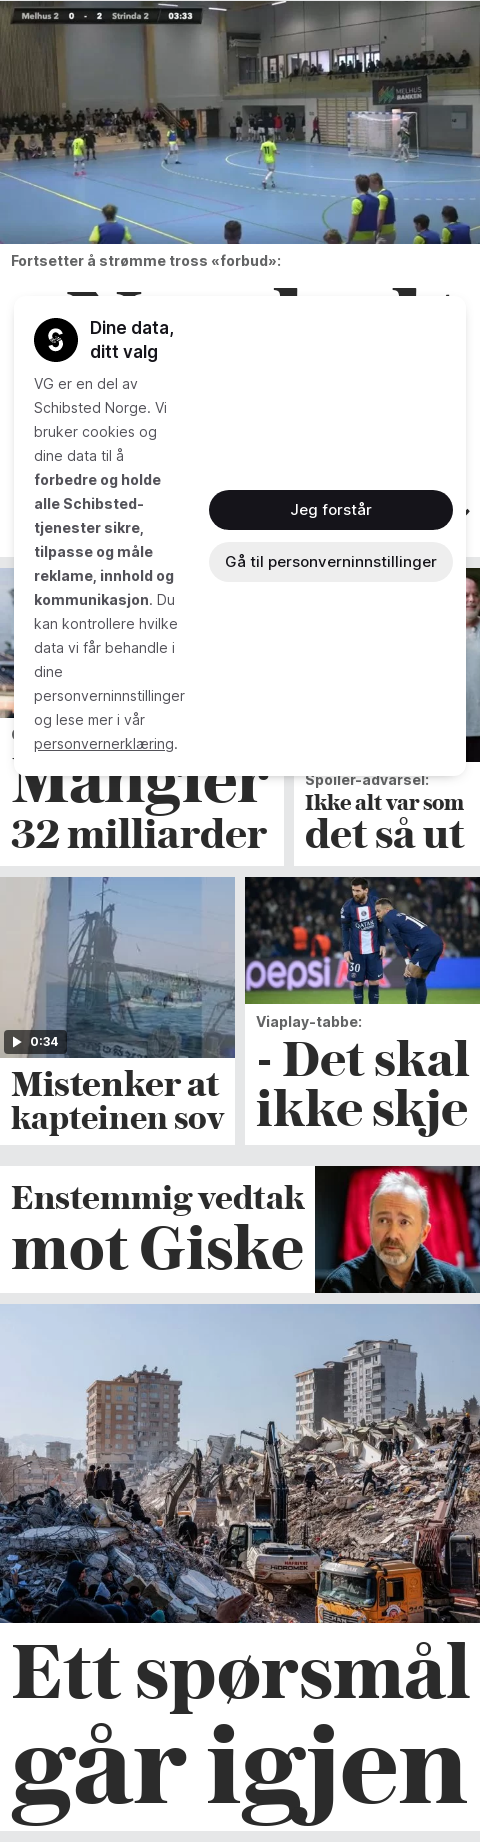 Melhus 2 0 - 2 Strinda 2 03:33
MELHUS
BANKEN
Fortsetter å strømme tross «forbud»:
Dine data,
ditt valg
VG er en del av
Schibsted Norge. Vi
bruker cookies og
dine data til å
forbedre og holde
alle Schibsted-
tjenester sikre,
tilpasse og måle
reklame, innhold og
kommunikasjon. Du
kan kontrollere hvilke
data vi får behandle i
dine
personverninnstillinger
og lese mer i vår
personvernerklæring.
Jeg forstår
Gå til personverninnstillinger
Mangler
32 milliarder
Spoiler-advarsel:
Ikke alt var som
det så ut
0:34
Mistenker at
kapteinen sov
pepsi
QATAR
30
10
Viaplay-tabbe:
- Det skal
ikke skje
Enstemmig vedtak
mot Giske
HIDROMEK
Ett spørsmål
går igjen